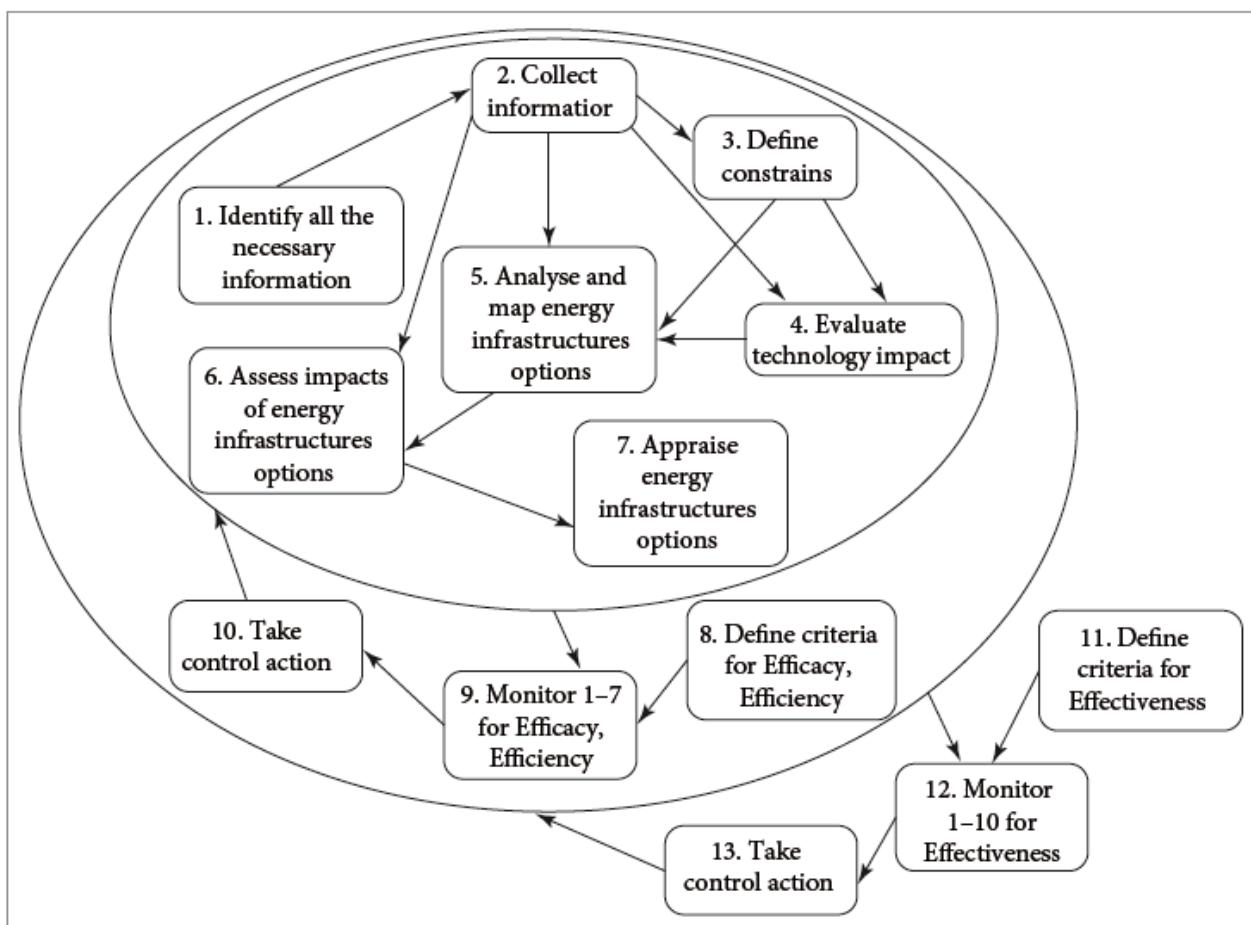 2. Collect
informatior
3. Define
constrains
1. Identify all the
necessary
information
5. Analyse and
map energy
infrastructures
options
4. Evaluate
technology impact
6. Assess impacts
of energy
infrastructures
options
7. Appraise
energy
infrastructures
options
10. Take
control action
8. Define criteria
for Efficacy,
Efficiency
11. Define
criteria for
Effectiveness
9. Monitor 1–7
for Efficacy,
Efficiency
12. Monitor
1–10 for
Effectiveness
13. Take
control action